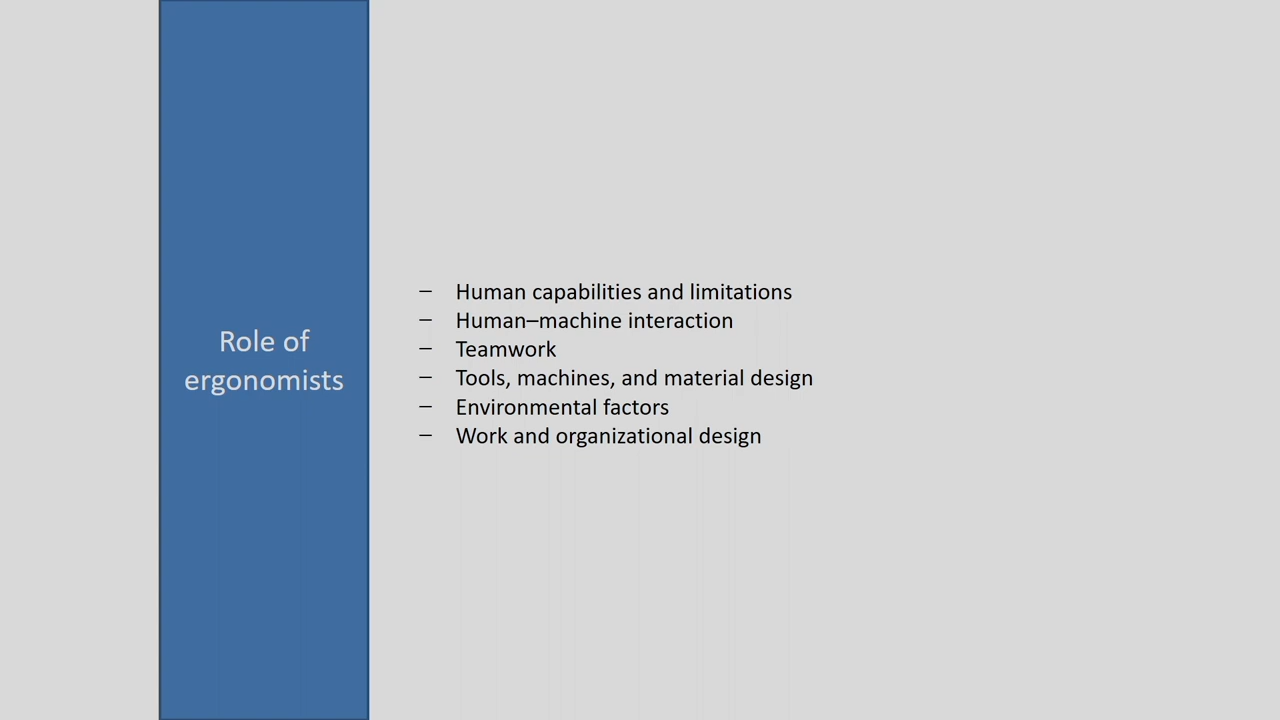 Role of
ergonomists
– Human capabilities and limitations
– Human–machine interaction
– Teamwork
– Tools, machines, and material design
– Environmental factors
– Work and organizational design